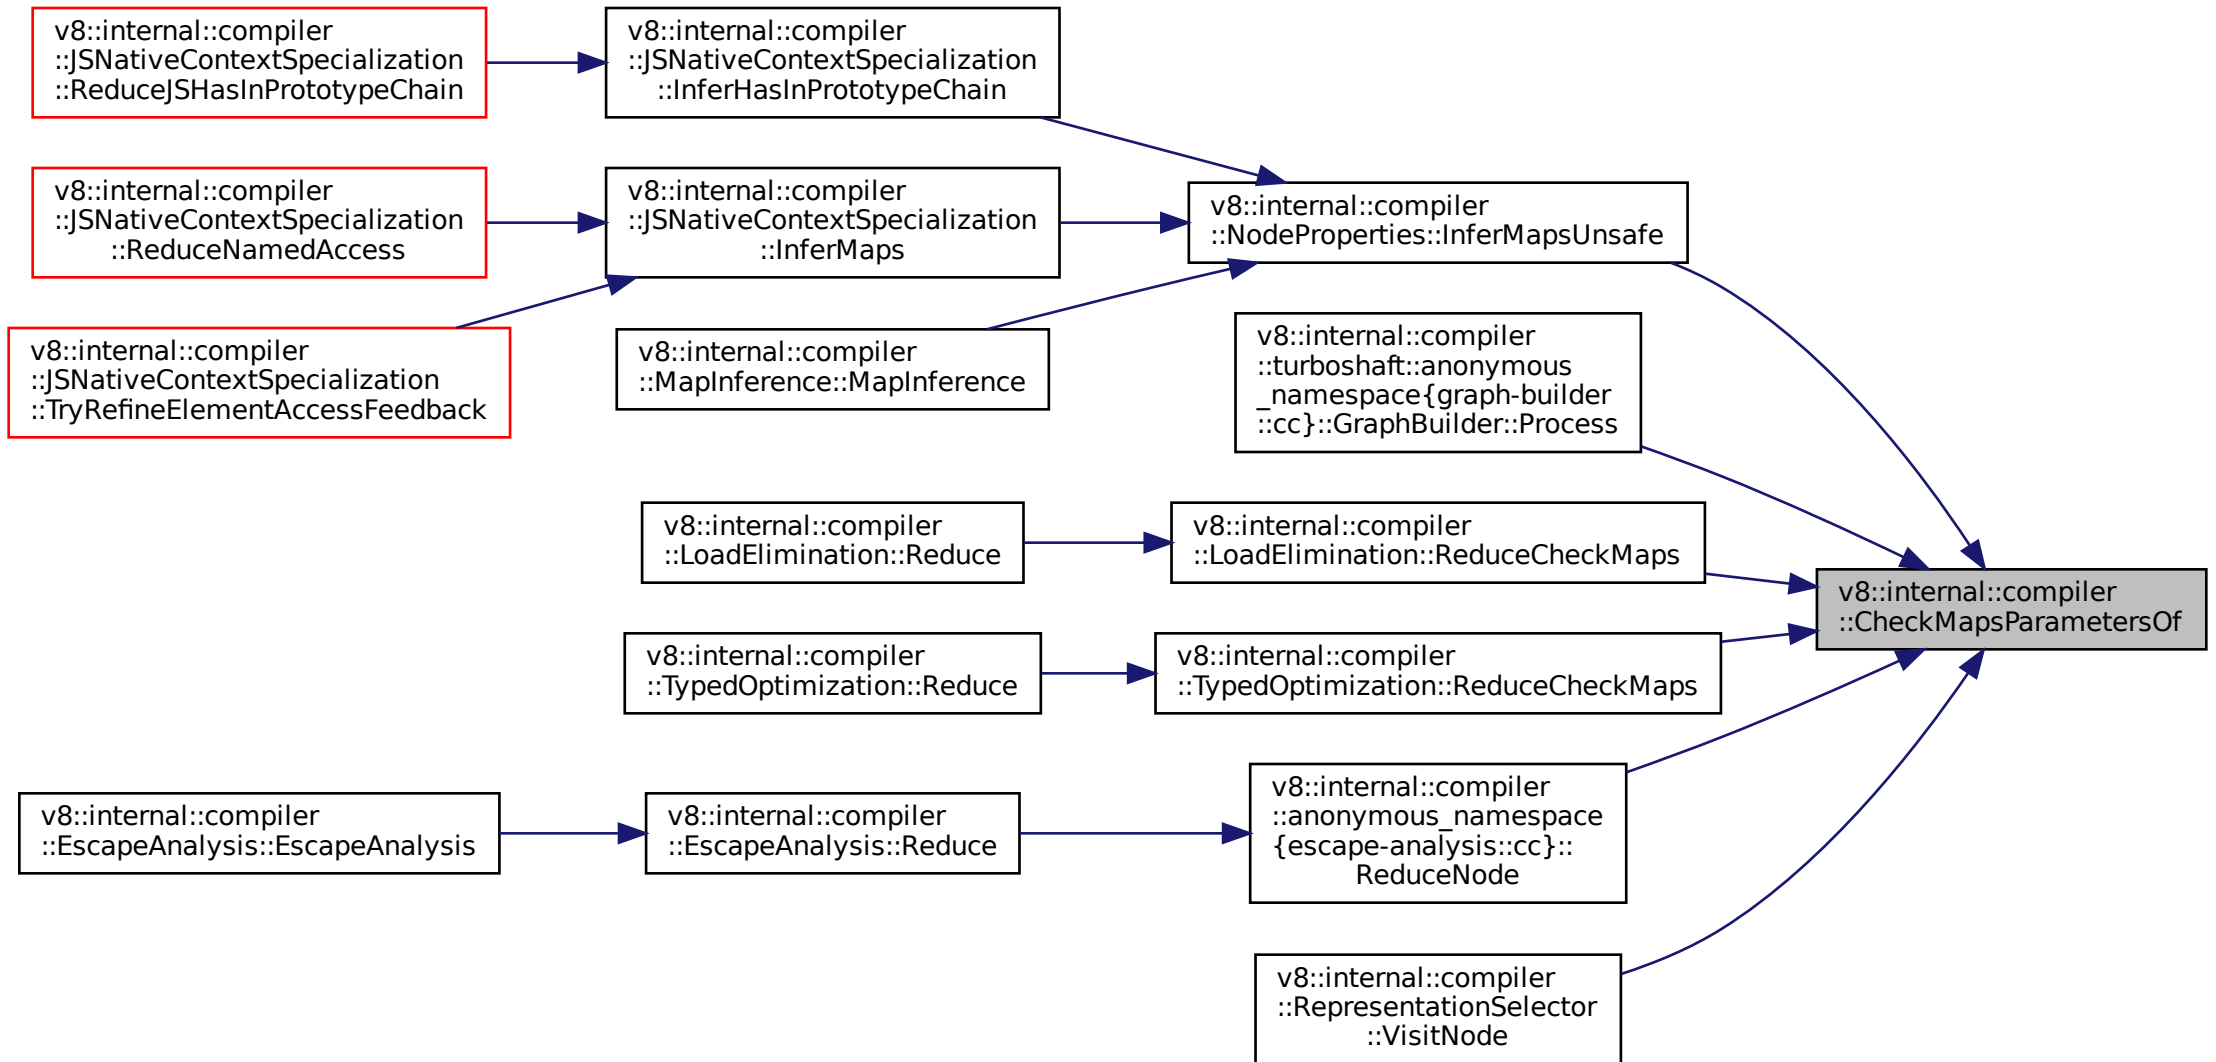 v8::internal::compiler
::JSNativeContextSpecialization
::ReduceJSHasInPrototypeChain
v8::internal::compiler
::JSNativeContextSpecialization
::InferHasInPrototypeChain
v8::internal::compiler
::JSNativeContextSpecialization
::ReduceNamedAccess
v8::internal::compiler
::JSNativeContextSpecialization
::InferMaps
v8::internal::compiler
::NodeProperties::InferMapsUnsafe
v8::internal::compiler
::JSNativeContextSpecialization
::TryRefineElementAccessFeedback
v8::internal::compiler
::MapInference::MapInference
v8::internal::compiler
::turboshaft::anonymous
_namespace{graph-builder
::cc}::GraphBuilder::Process
v8::internal::compiler
::LoadElimination::Reduce
v8::internal::compiler
::LoadElimination::ReduceCheckMaps
v8::internal::compiler
::CheckMapsParametersOf
v8::internal::compiler
::TypedOptimization::Reduce
v8::internal::compiler
::TypedOptimization::ReduceCheckMaps
v8::internal::compiler
::EscapeAnalysis::EscapeAnalysis
v8::internal::compiler
::EscapeAnalysis::Reduce
v8::internal::compiler
::anonymous_namespace
{escape-analysis::cc}::
ReduceNode
v8::internal::compiler
::RepresentationSelector
::VisitNode